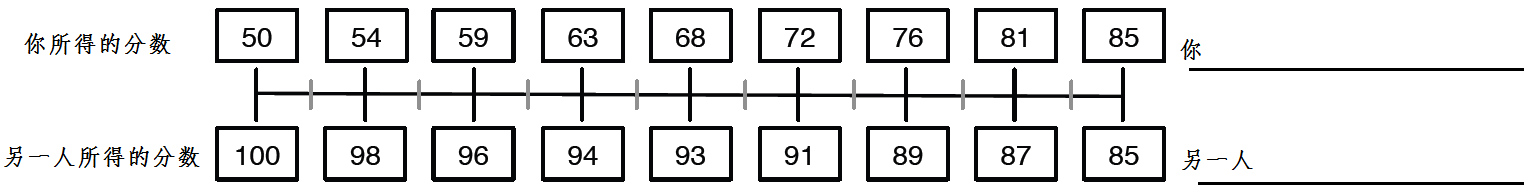 你所得的分数 50 54 59 63 68 72 76 81 85 你
另一人所得的分数 100 98 96 94 93 91 89 87 85 另一人